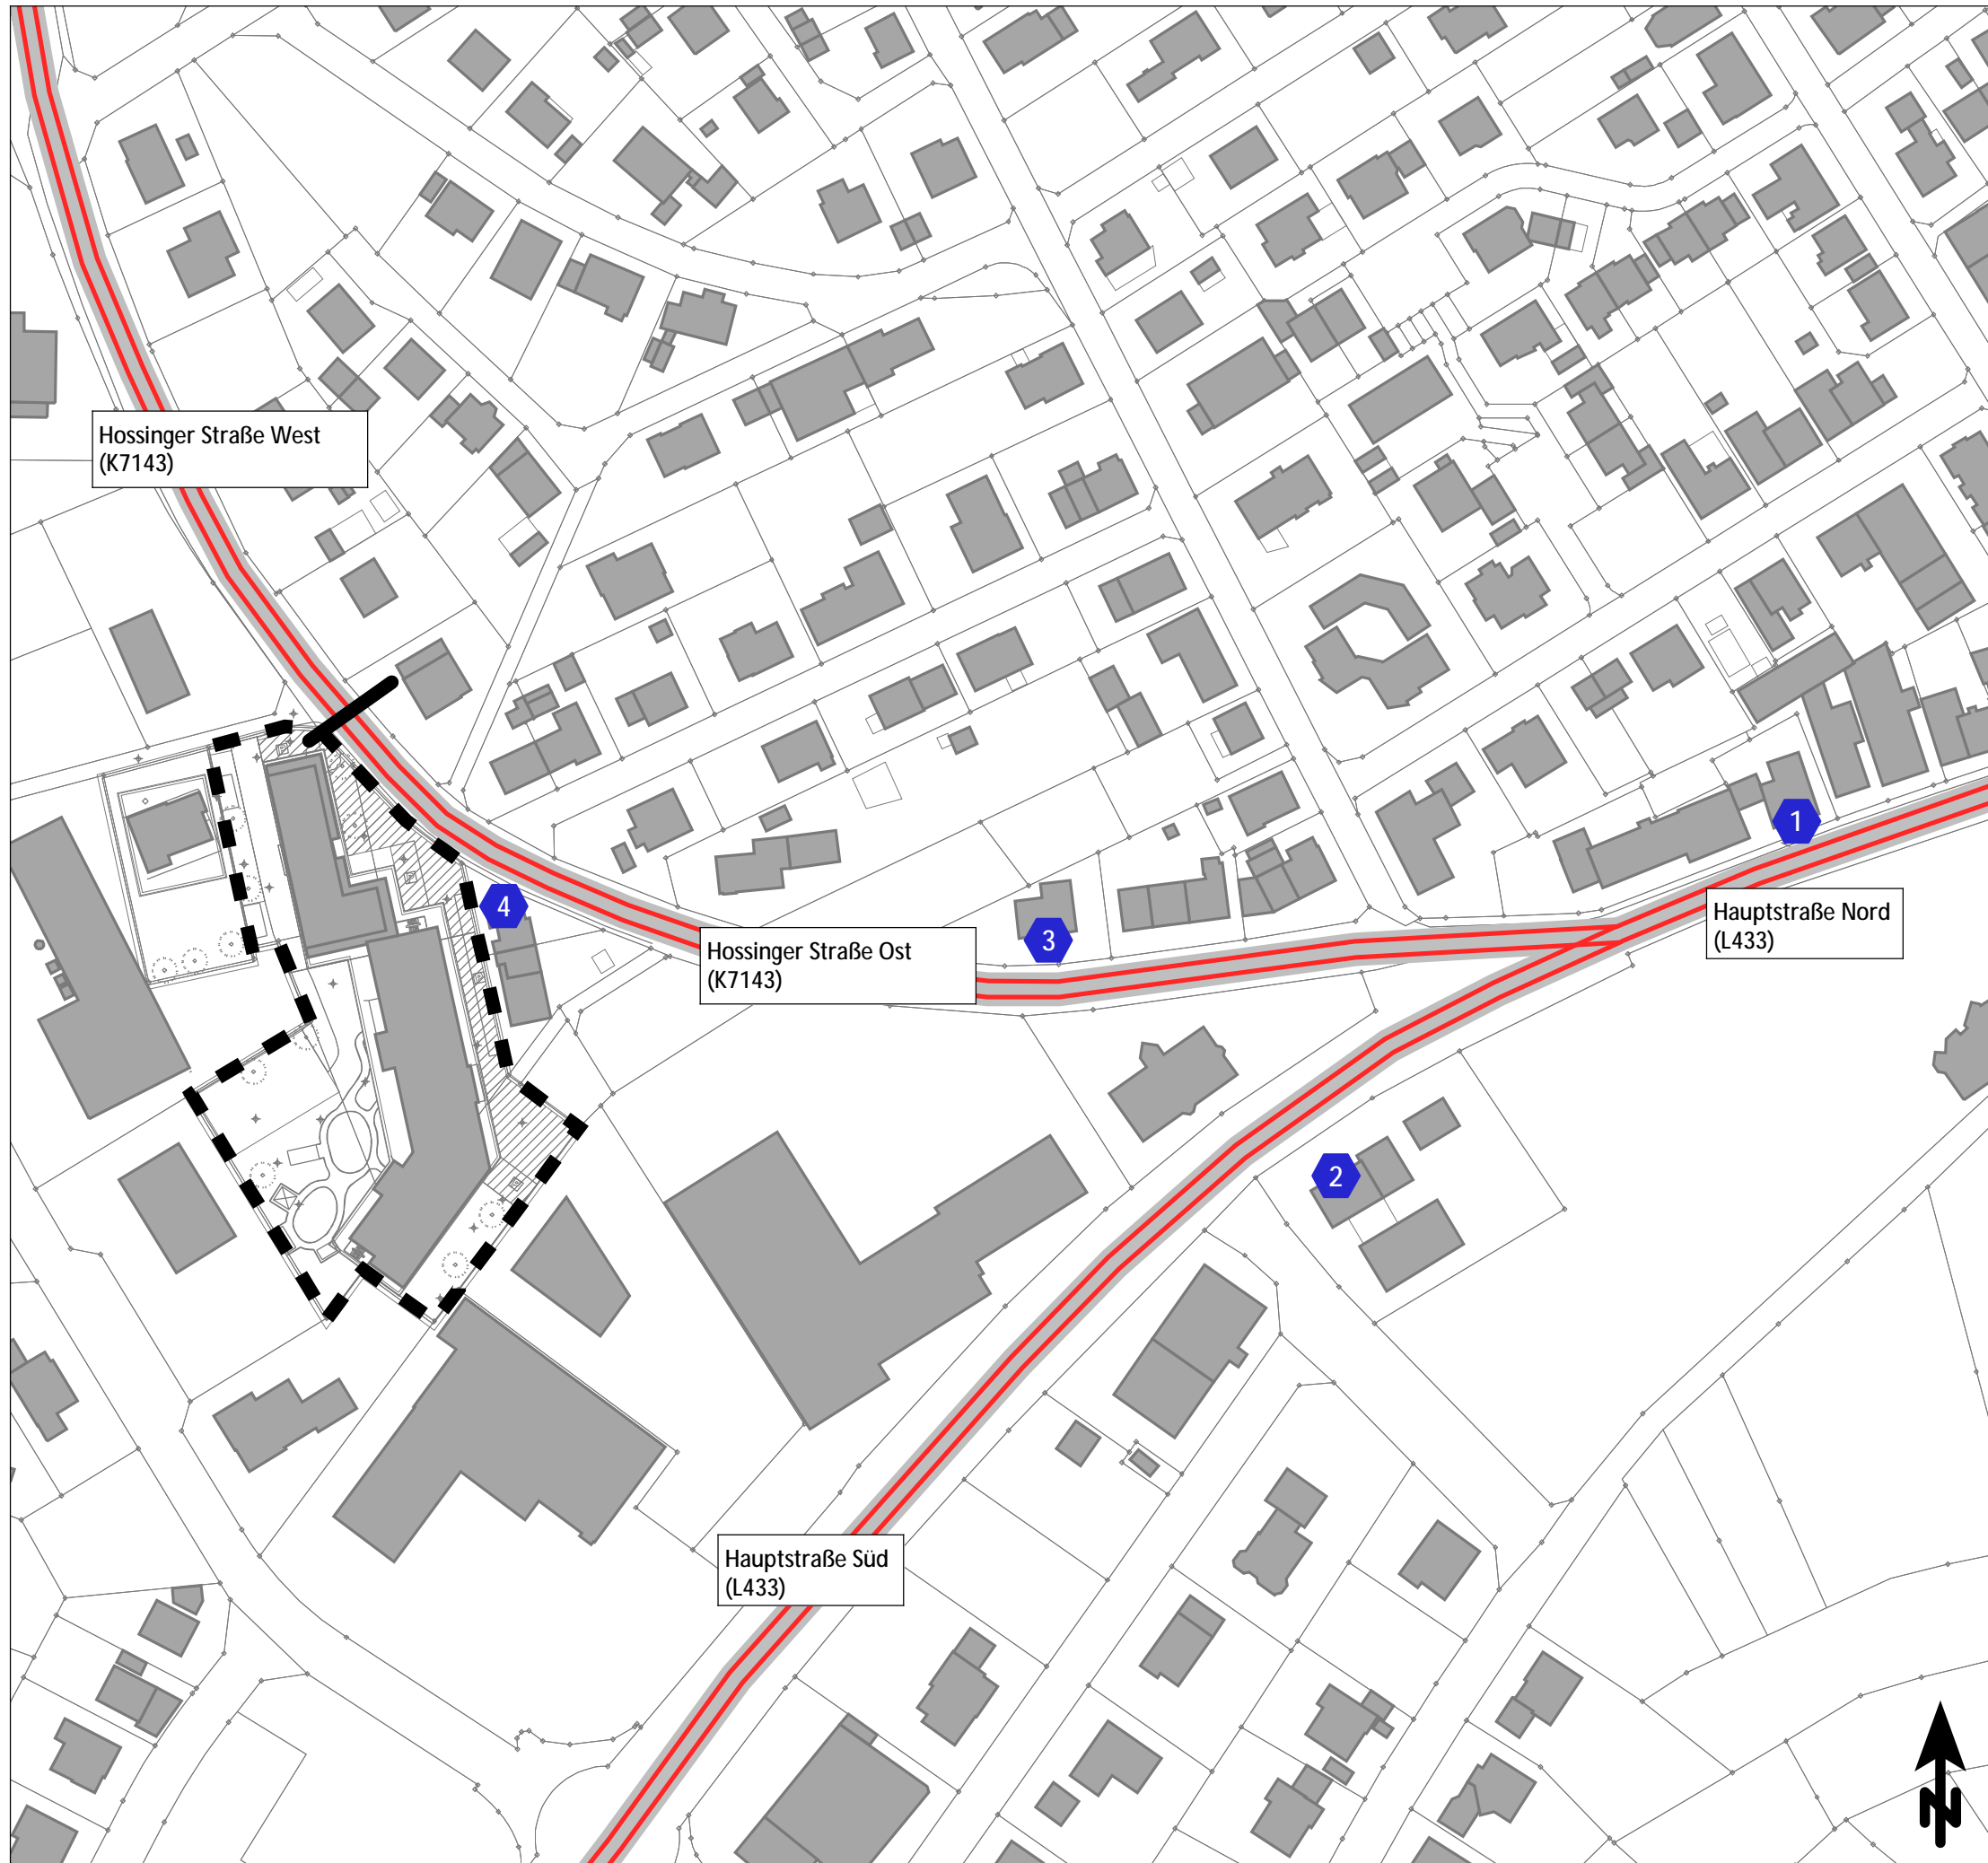 Hossinger Straße West
(K7143)
1
4
Hauptstraße Nord
(L433)
3
Hossinger Straße Ost
(K7143)
2
Hauptstraße Süd
(L433)
N